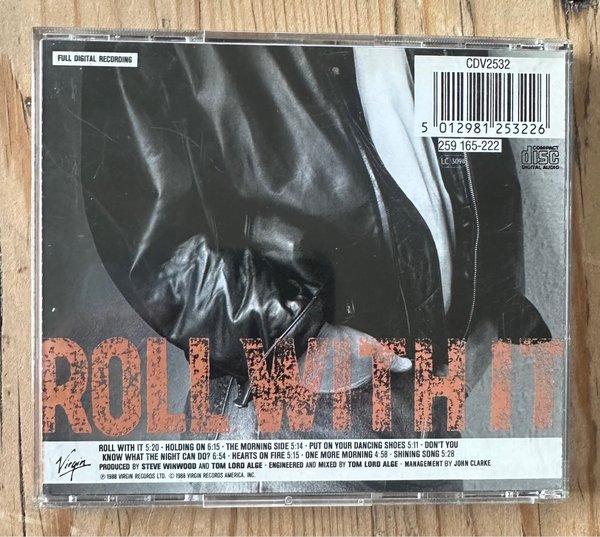 FULL DIGITAL RECORDING
CDV2532
5 012981 253226
259 165-222
LC 3098
COMPACT
disc
DIGITAL AUDIO
ROLL WITH IT
ROLL WITH IT 5:20 · HOLDING ON 6:15 · THE MORNING SIDE 5:14 · PUT ON YOUR DANCING SHOES 5:11 · DON'T YOU
KNOW WHAT THE NIGHT CAN DO? 6:54 · HEARTS ON FIRE 5:15 · ONE MORE MORNING 4:58 · SHINING SONG 5:28
Virgin
PRODUCED BY STEVE WINWOOD AND TOM LORD ALGE · ENGINEERED AND MIXED BY TOM LORD ALGE · MANAGEMENT BY JOHN CLARKE
℗ 1988 VIRGIN RECORDS LTD. © 1988 VIRGIN RECORDS AMERICA, INC.